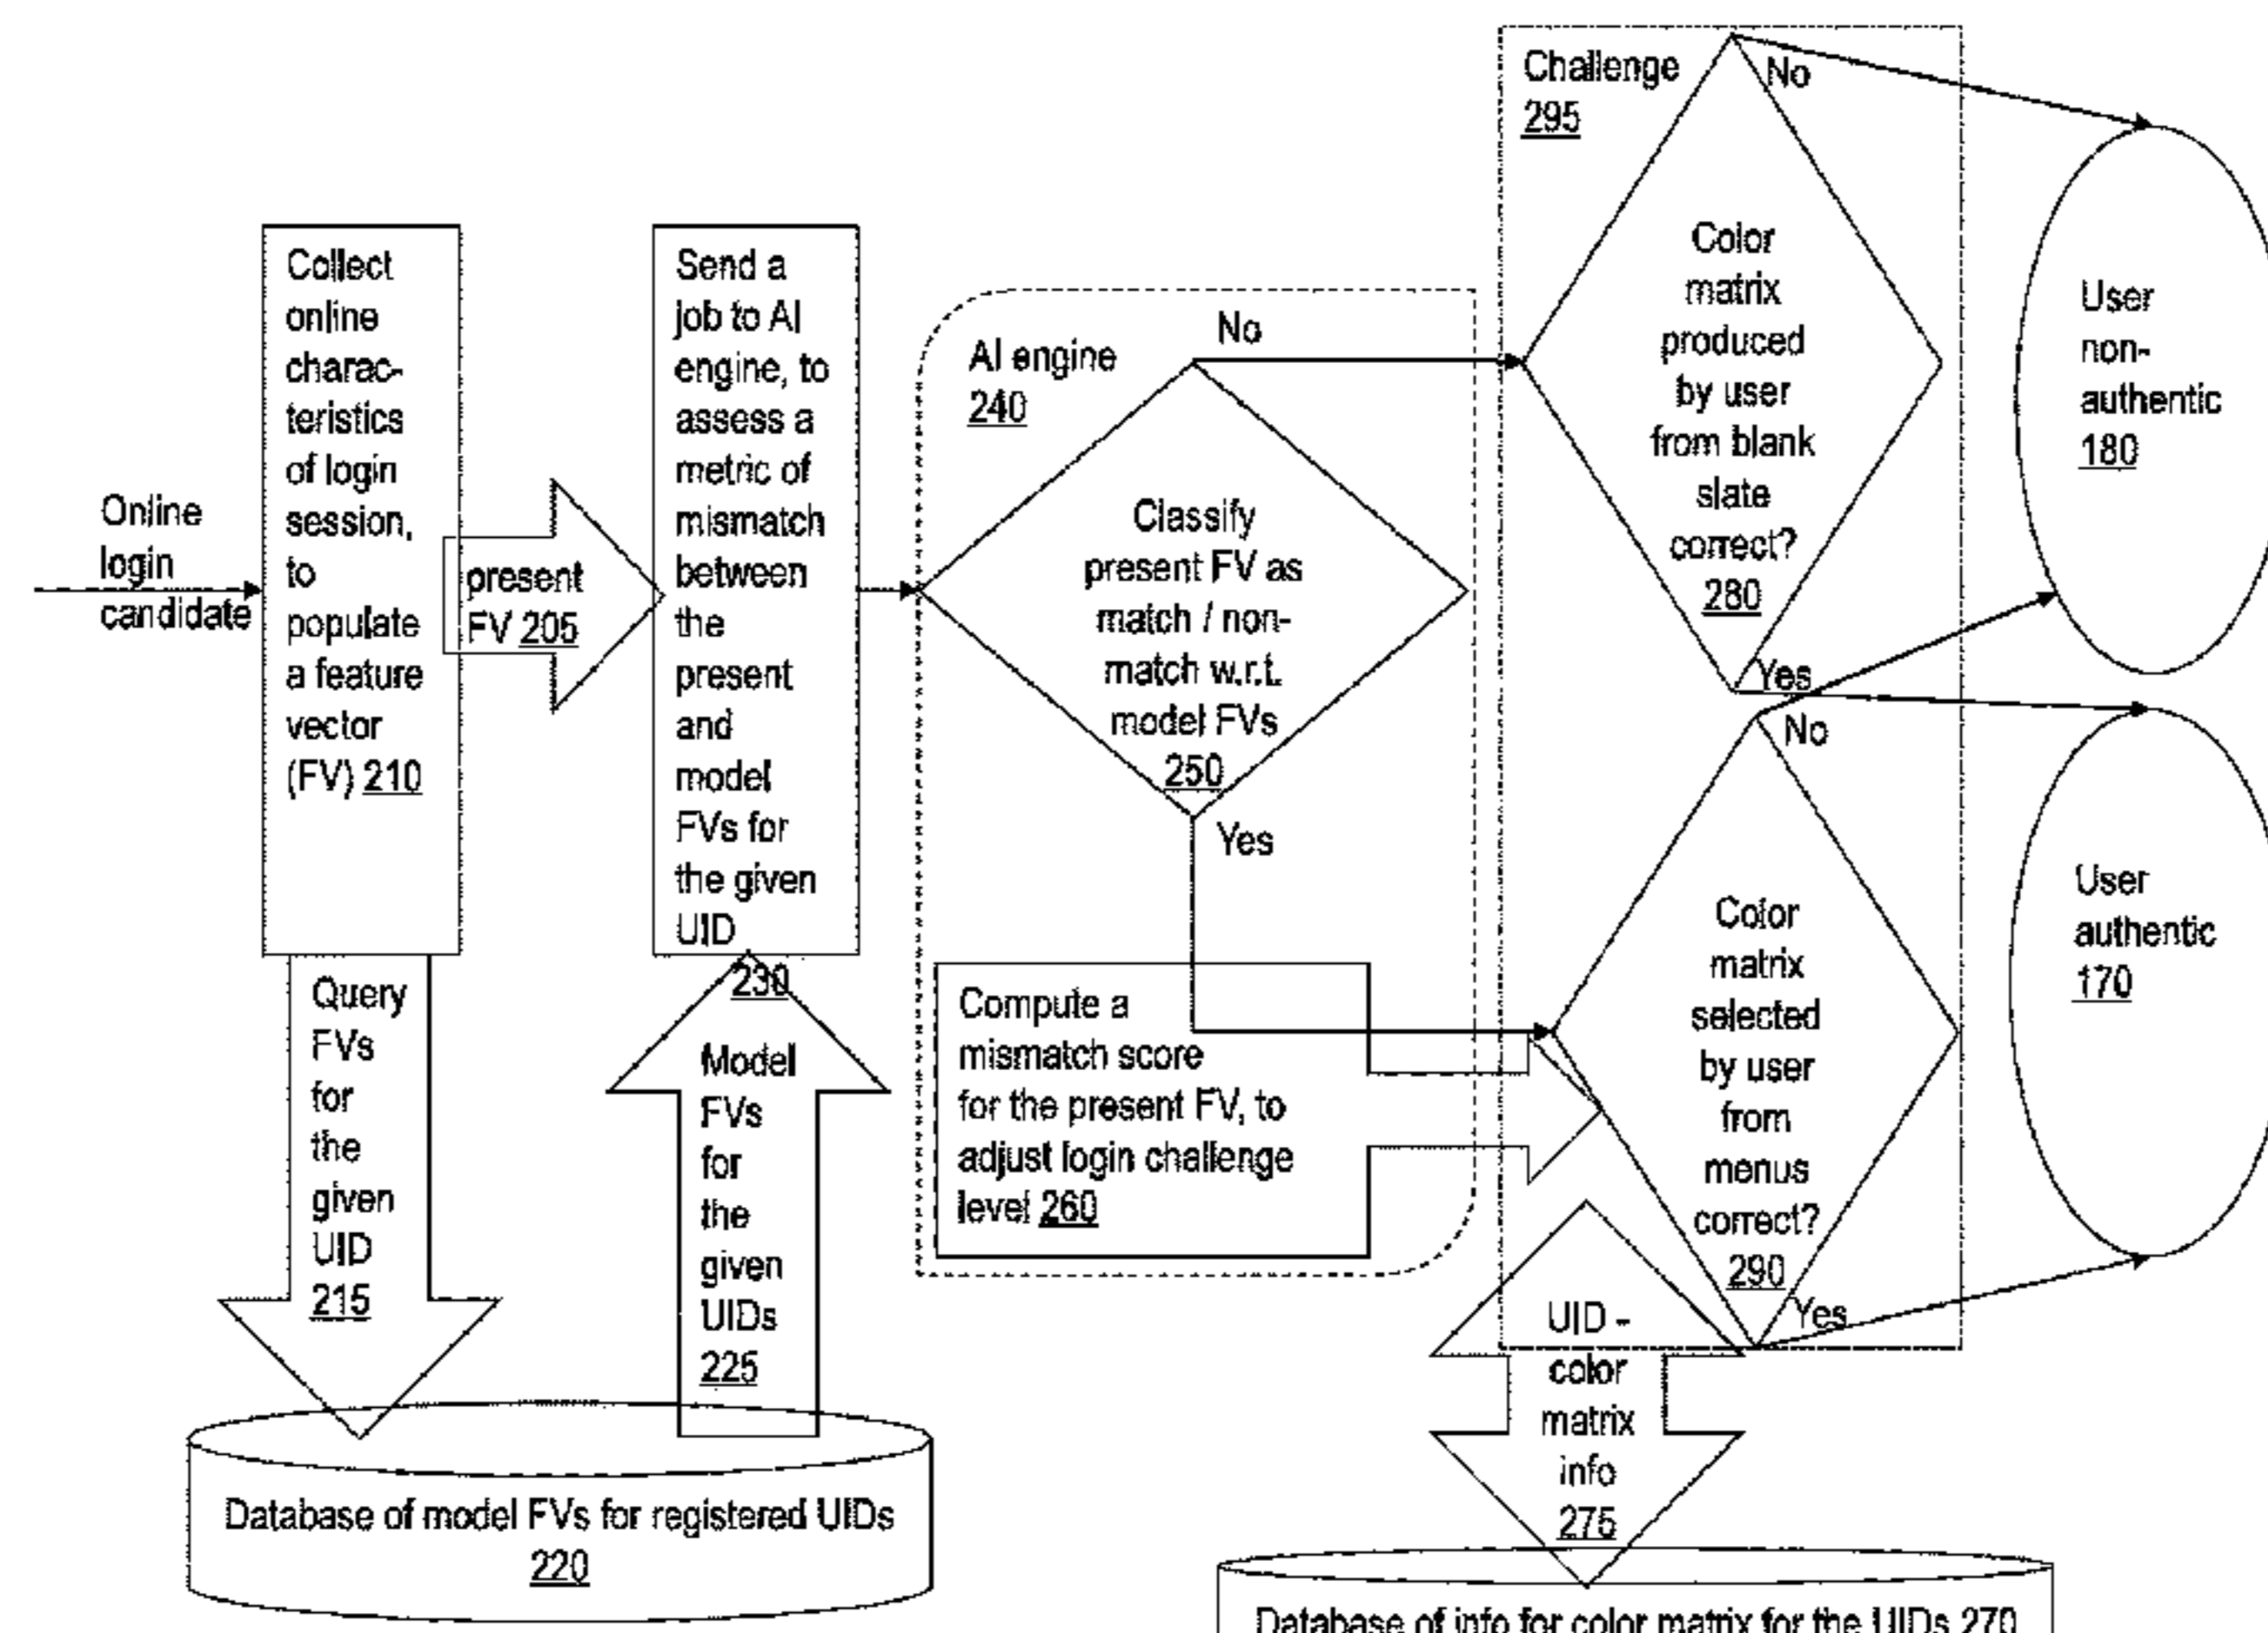 Online
login
candidate
Collect
online
charac-
teristics
of login
session,
to
populate
a feature
vector
(FV) 210
present
FV 205
Send a
job to AI
engine, to
assess a
metric of
mismatch
between
the
present
and
model
FVs for
the given
UID
230
Query
FVs
for
the
given
UID
215
Model
FVs
for
the
given
UIDs
225
Database of model FVs for registered UIDs
220
AI engine
240
No
Classify
present FV as
match / non-
match w.r.t.
model FVs
250
Yes
Compute a
mismatch score
for the present FV, to
adjust login challenge
level 260
Challenge
295
No
Color
matrix
produced
by user
from blank
slate
correct?
280
Yes
No
Color
matrix
selected
by user
from
menus
correct?
290
Yes
UID -
color
matrix
info
275
Database of info for color matrix for the UIDs 270
User
non-
authentic
180
User
authentic
170